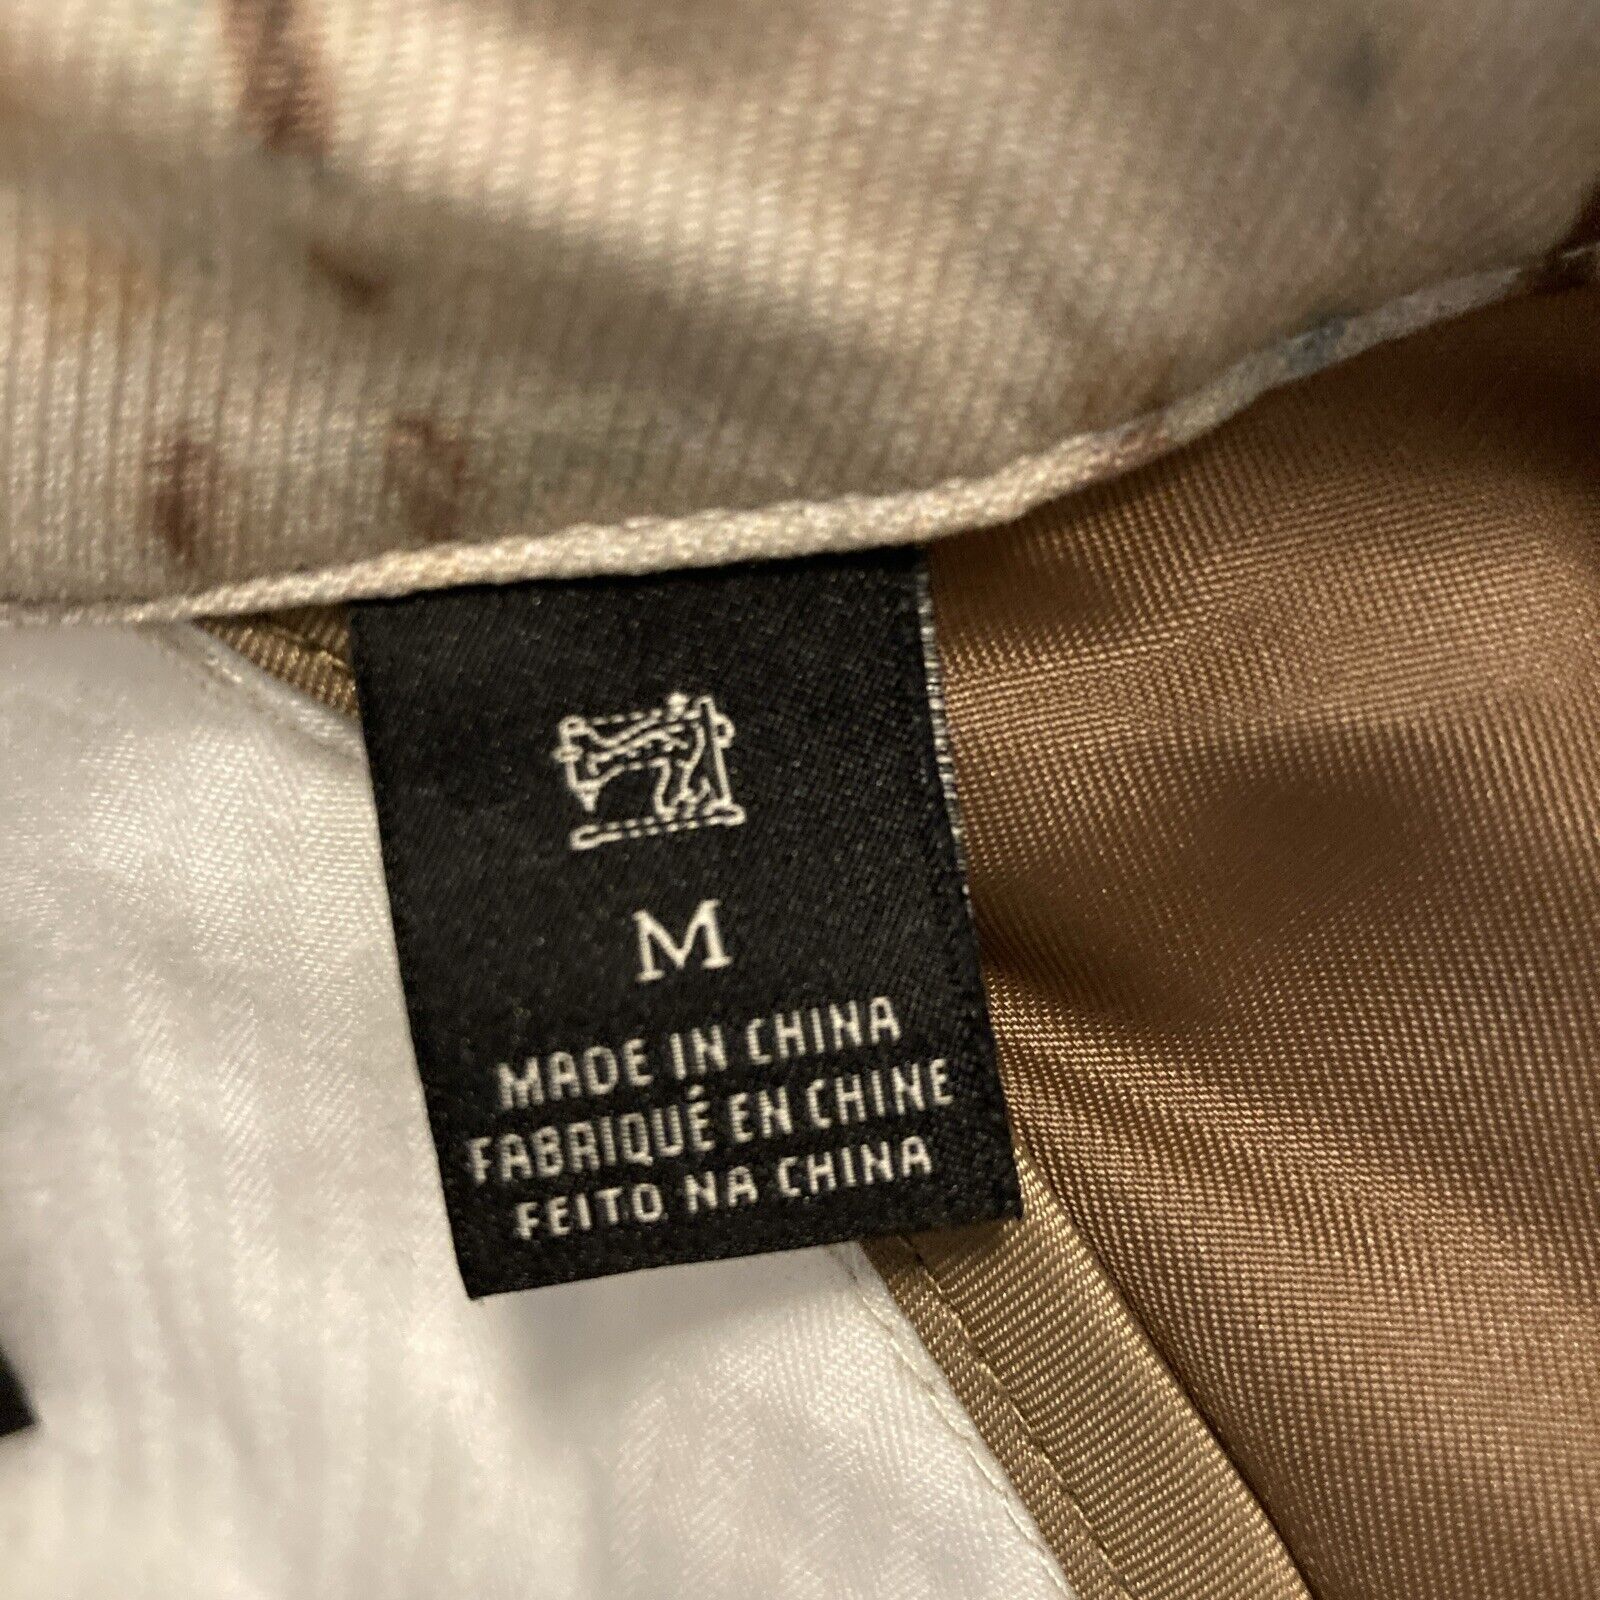 M
MADE IN CHINA
FABRIQUÉ EN CHINE
FEITO NA CHINA